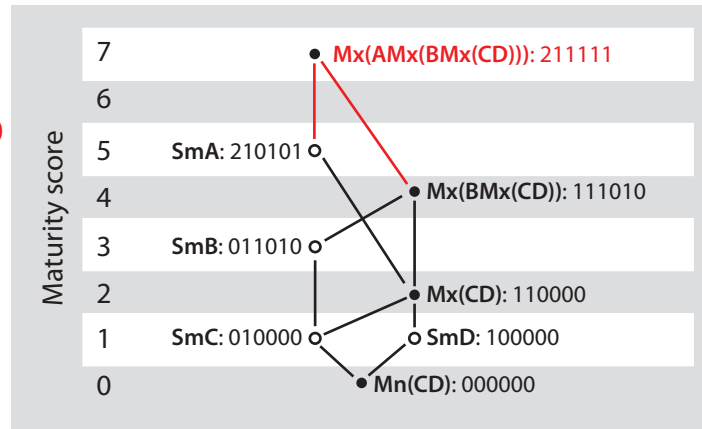 Maturity score
7 Mx(AMx(BMx(CD))): 211111
6
5 SmA: 210101
4 Mx(BMx(CD)): 111010
3 SmB: 011010
2 Mx(CD): 110000
1 SmC: 010000 SmD: 100000
0 Mn(CD): 000000